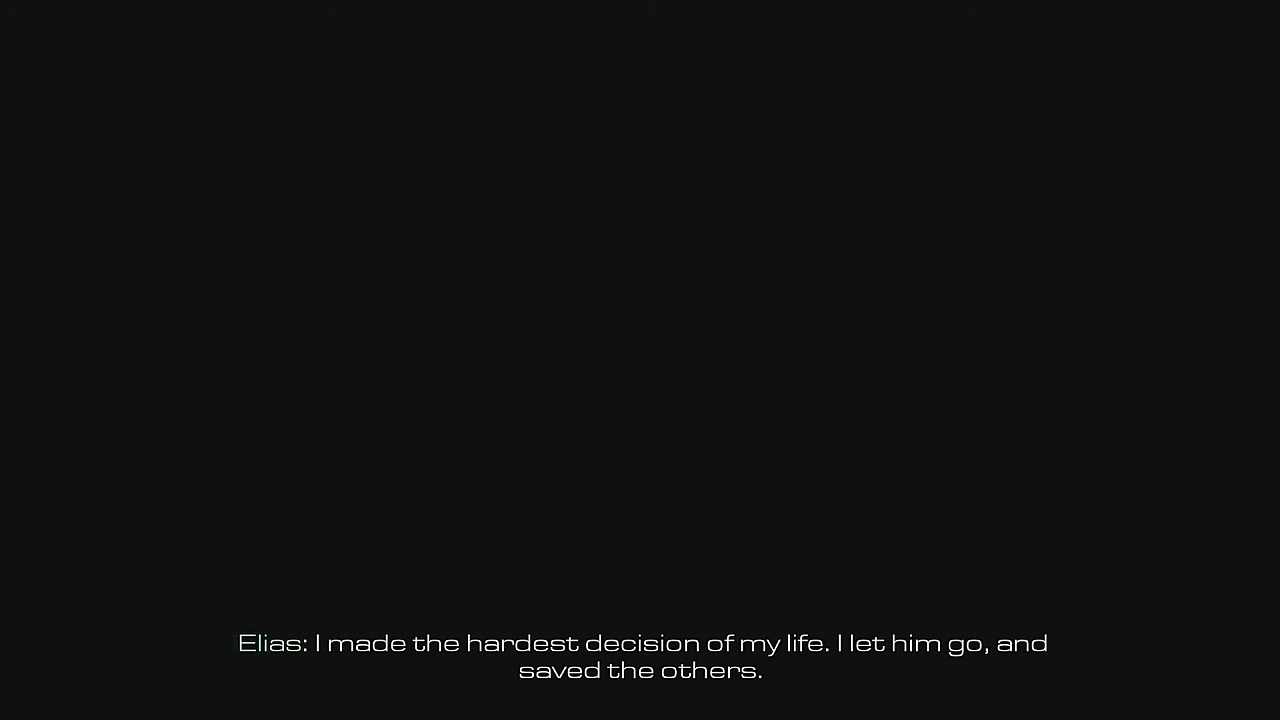 Elias: I made the hardest decision of my life. I let him go, and
saved the others.